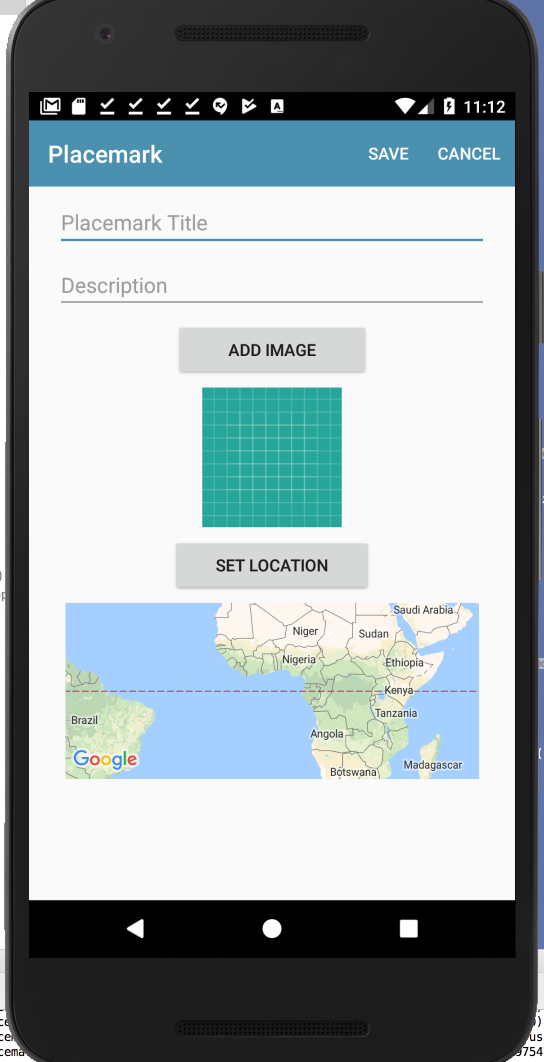 11:12
Placemark SAVE CANCEL
Placemark Title
Description
ADD IMAGE
SET LOCATION
Saudi Arabia
Niger Sudan
Nigeria Ethiopia
Kenya
Brazil Tanzania
Angola
Google Madagascar
Botswana